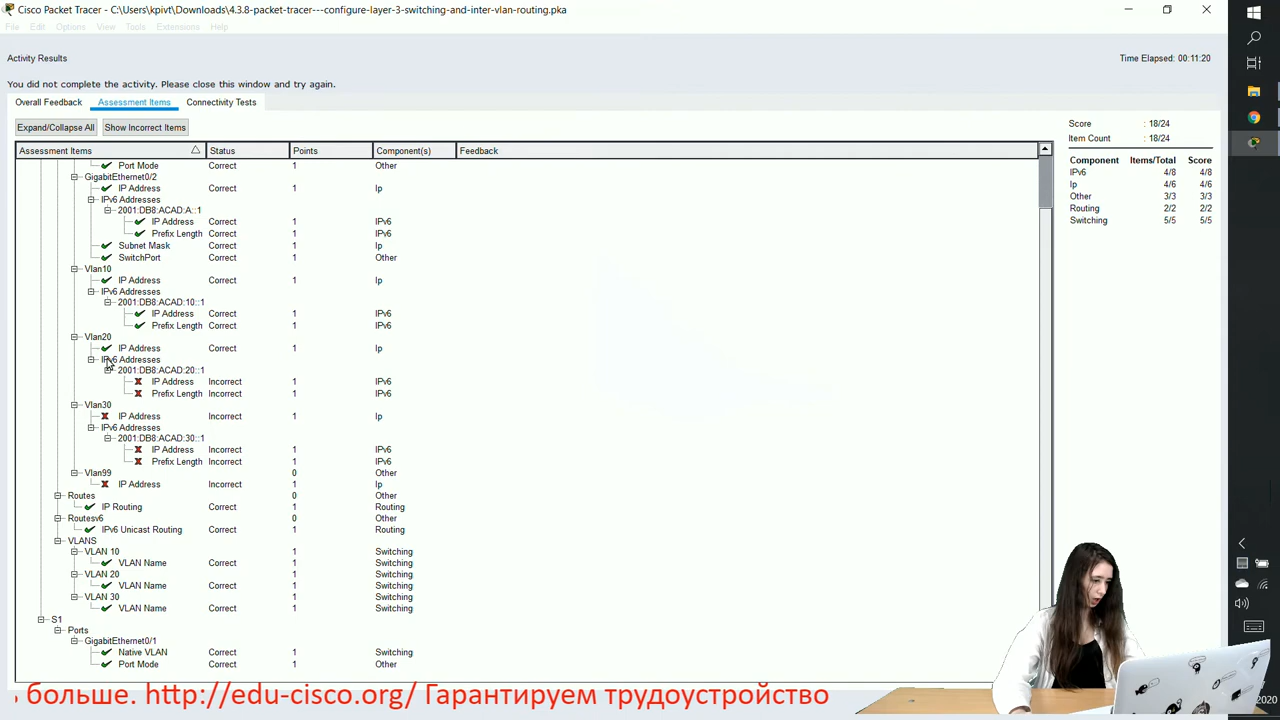 Cisco Packet Tracer - C:\Users\kpivt\Downloads\4.3.8-packet-tracer---configure-layer-3-switching-and-inter-vlan-routing.pka
File Edit Options View Tools Extensions Help
Activity Results
Time Elapsed: 00:11:20
You did not complete the activity. Please close this window and try again.
Overall Feedback Assessment Items Connectivity Tests
Expand/Collapse All Show Incorrect Items
Assessment Items Status Points Component(s) Feedback
Port Mode Correct 1 Other
GigabitEthernet0/2
IP Address Correct 1 Ip
IPv6 Addresses
2001:DB8:ACAD:A::1
IP Address Correct 1 IPv6
Prefix Length Correct 1 IPv6
Subnet Mask Correct 1 Ip
SwitchPort Correct 1 Other
Vlan10
IP Address Correct 1 Ip
IPv6 Addresses
2001:DB8:ACAD:10::1
IP Address Correct 1 IPv6
Prefix Length Correct 1 IPv6
Vlan20
IP Address Correct 1 Ip
IPv6 Addresses
2001:DB8:ACAD:20::1
IP Address Incorrect 1 IPv6
Prefix Length Incorrect 1 IPv6
Vlan30
IP Address Incorrect 1 Ip
IPv6 Addresses
2001:DB8:ACAD:30::1
IP Address Incorrect 1 IPv6
Prefix Length Incorrect 1 IPv6
Vlan99 0 Other
IP Address Incorrect 1 Ip
Routes 0 Other
IP Routing Correct 1 Routing
Routesv6 0 Other
IPv6 Unicast Routing Correct 1 Routing
VLANS
VLAN 10 1 Switching
VLAN Name Correct 1 Switching
VLAN 20 1 Switching
VLAN Name Correct 1 Switching
VLAN 30 1 Switching
VLAN Name Correct 1 Switching
S1
Ports
GigabitEthernet0/1
Native VLAN Correct 1 Switching
Port Mode Correct 1 Other
Score : 18/24
Item Count : 18/24
Component Items/Total Score
IPv6 4/8 4/8
Ip 4/6 4/6
Other 3/3 3/3
Routing 2/2 2/2
Switching 5/5 5/5
больше. http://edu-cisco.org/ Гарантируем трудоустройство